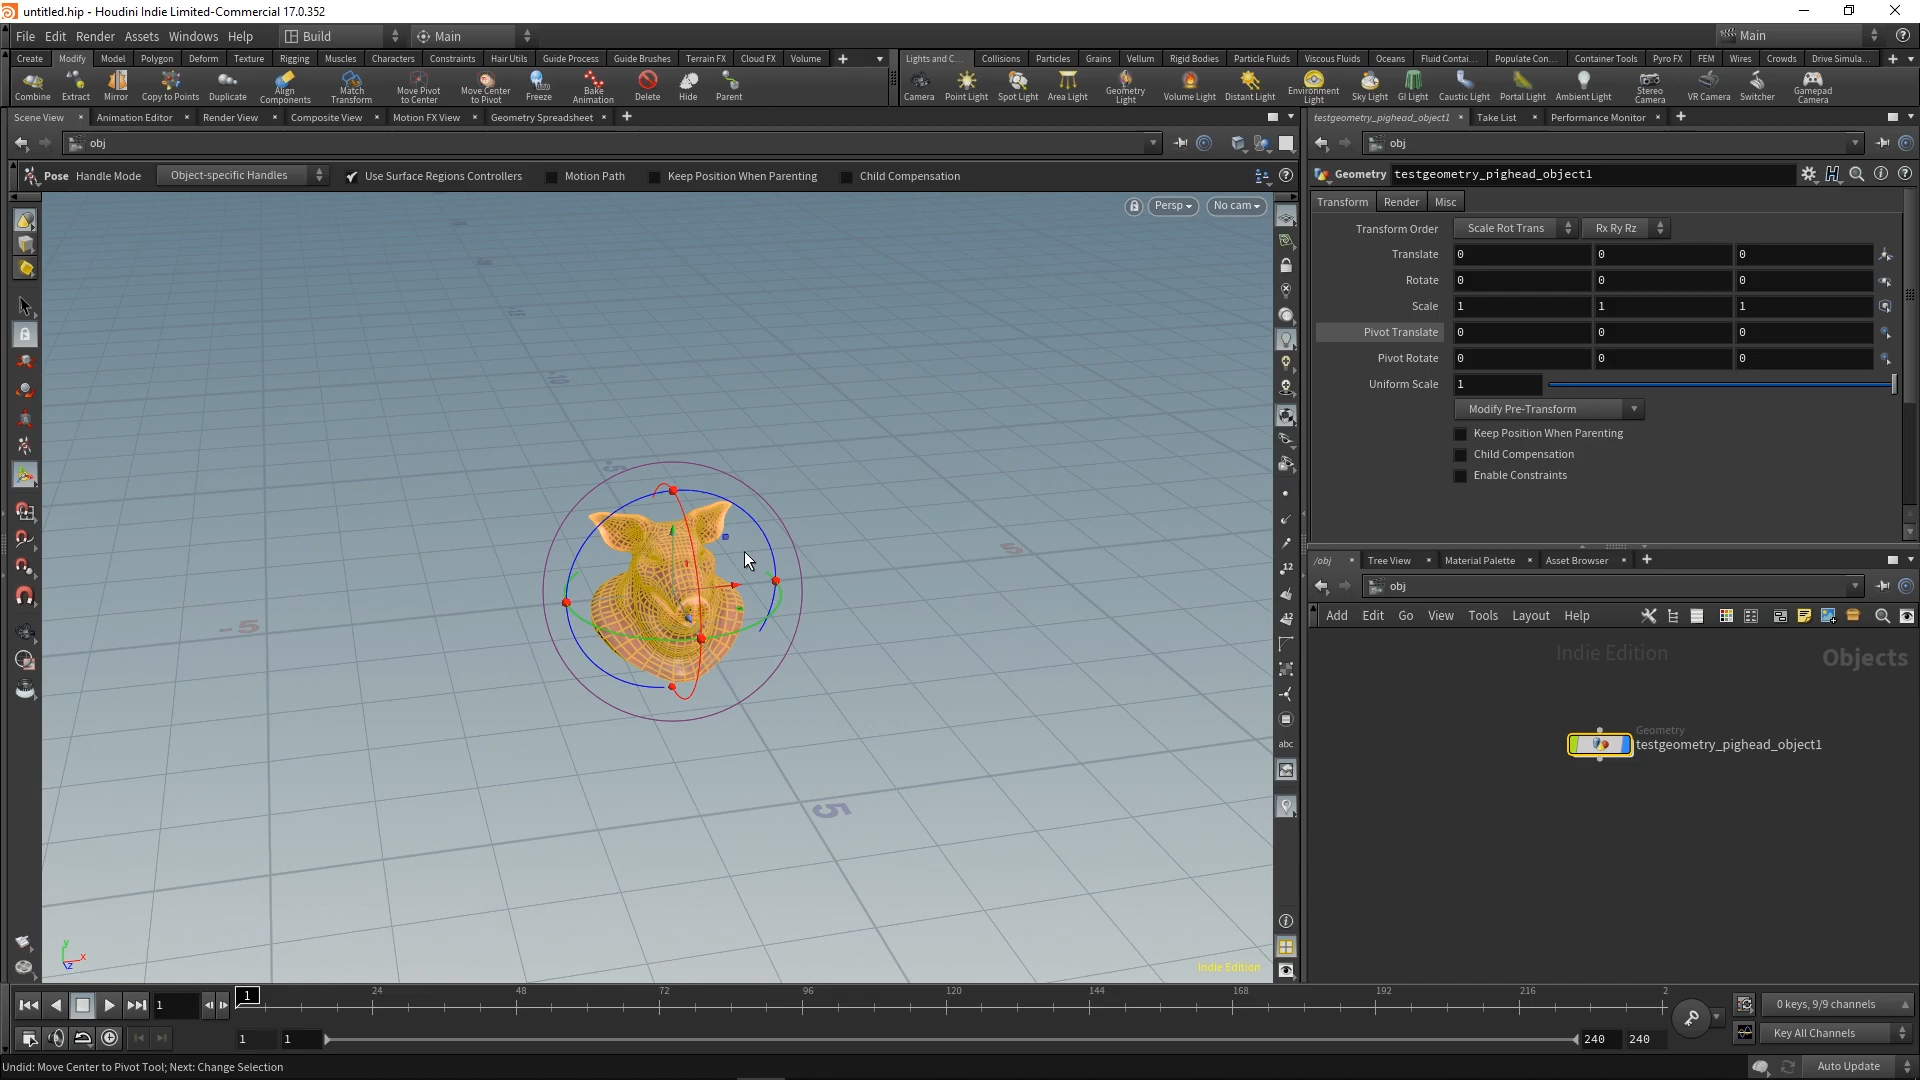 untitled.hip - Houdini Indie Limited-Commercial 17.0.352
File Edit Render Assets Windows Help Build Main Main
Create Modify Model Polygon Deform Texture Rigging Muscles Characters Constraints Hair Utils Guide Process Guide Brushes Terrain FX Cloud FX Volume
Lights and C... Collisions Particles Grains Vellum Rigid Bodies Particle Fluids Viscous Fluids Oceans Fluid Contai... Populate Con... Container Tools Pyro FX FEM Wires Crowds Drive Simula...
Combine Extract Mirror Copy to Points Duplicate Align Components Match Transform Move Pivot to Center Move Center to Pivot Freeze Bake Animation Delete Hide Parent
Camera Point Light Spot Light Area Light Geometry Light Volume Light Distant Light Environment Light Sky Light GI Light Caustic Light Portal Light Ambient Light Stereo Camera VR Camera Switcher Gamepad Camera
Scene View Animation Editor Render View Composite View Motion FX View Geometry Spreadsheet
testgeometry_pighead_object1 Take List Performance Monitor
obj
obj
Pose Handle Mode Object-specific Handles Use Surface Regions Controllers Motion Path Keep Position When Parenting Child Compensation
Geometry testgeometry_pighead_object1
Transform Render Misc
Persp No cam
Transform Order Scale Rot Trans Rx Ry Rz
Translate 0 0 0
Rotate 0 0 0
Scale 1 1 1
Pivot Translate 0 0 0
Pivot Rotate 0 0 0
Uniform Scale 1
Modify Pre-Transform
Keep Position When Parenting
Child Compensation
Enable Constraints
/obj Tree View Material Palette Asset Browser
obj
Add Edit Go View Tools Layout Help
Indie Edition
Objects
Geometry
testgeometry_pighead_object1
-5
5
5
12
12
abc
y
x
z
Indie Edition
1 1 24 48 72 96 120 144 168 192 216 2
0 keys, 9/9 channels
1 1 240 240
Key All Channels
Undid: Move Center to Pivot Tool; Next: Change Selection
Auto Update